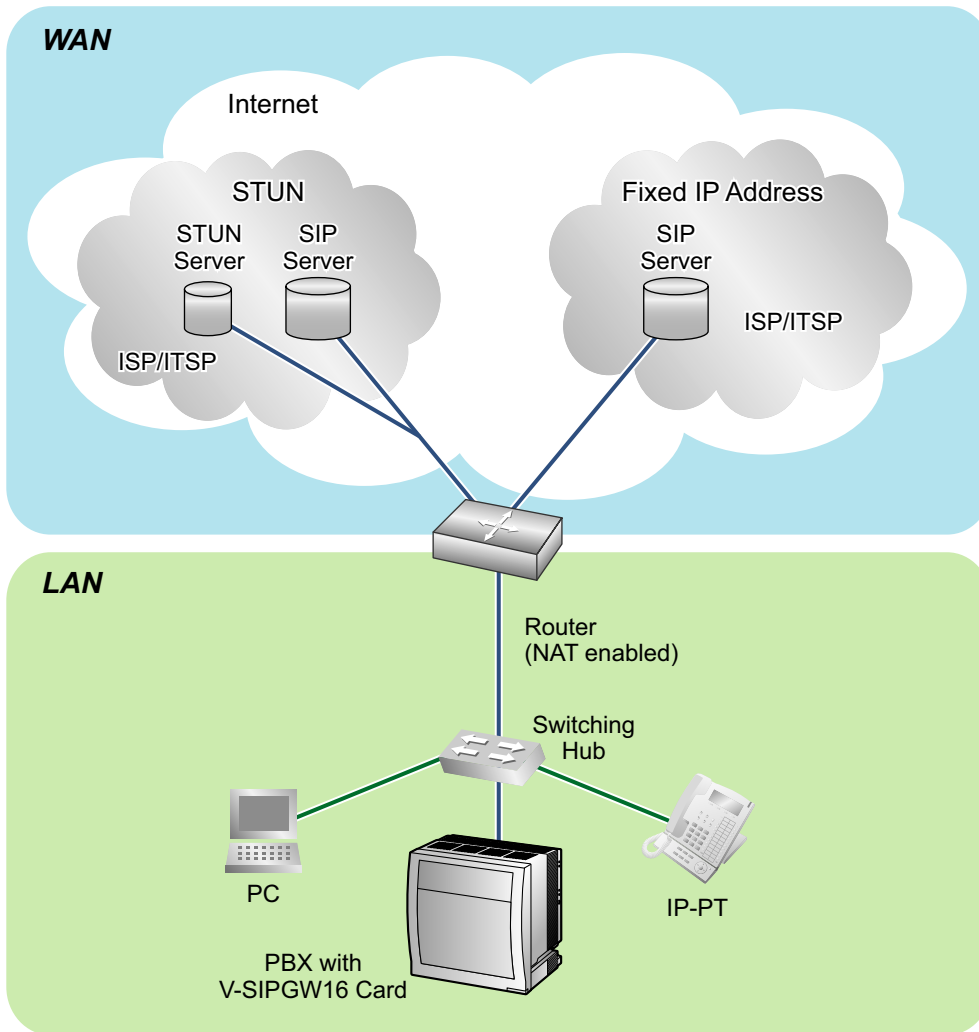 WAN
Internet
STUN
STUN
Server
SIP
Server
ISP/ITSP
Fixed IP Address
SIP
Server
ISP/ITSP
LAN
Router
(NAT enabled)
Switching
Hub
PC
IP-PT
PBX with
V-SIPGW16 Card